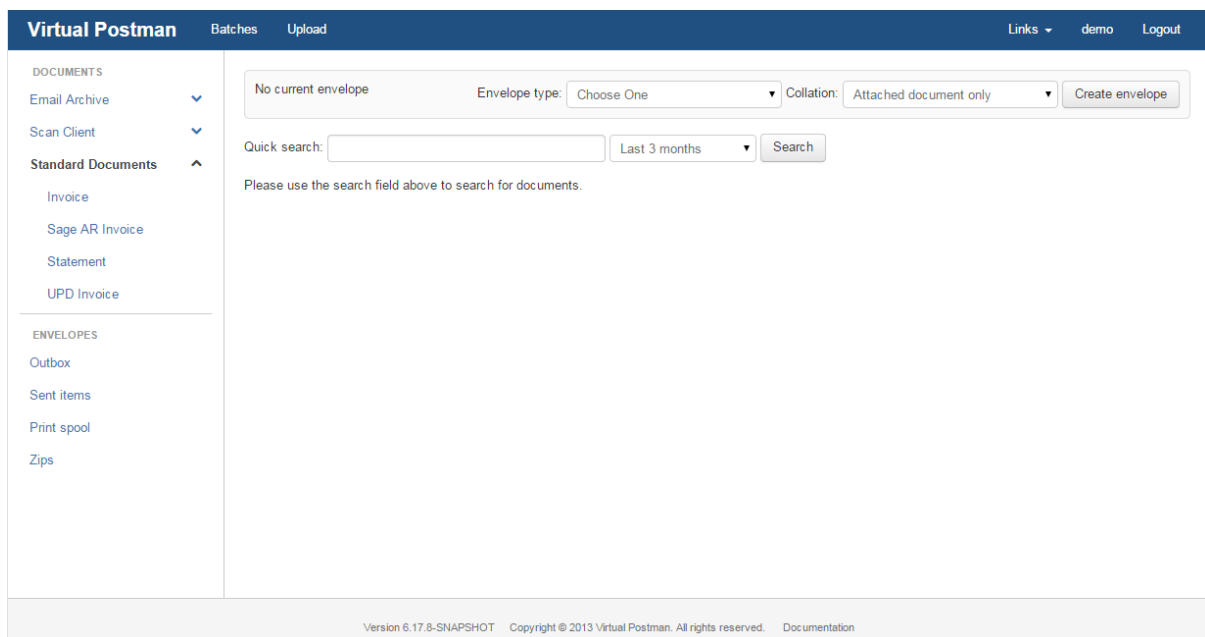 Virtual Postman Batches Upload Links demo Logout
DOCUMENTS
Email Archive
Scan Client
Standard Documents
Invoice
Sage AR Invoice
Statement
UPD Invoice
ENVELOPES
Outbox
Sent items
Print spool
Zips
No current envelope Envelope type: Choose One Collation: Attached document only Create envelope
Quick search: Last 3 months Search
Please use the search field above to search for documents.
Version 6.17.8-SNAPSHOT Copyright © 2013 Virtual Postman. All rights reserved. Documentation